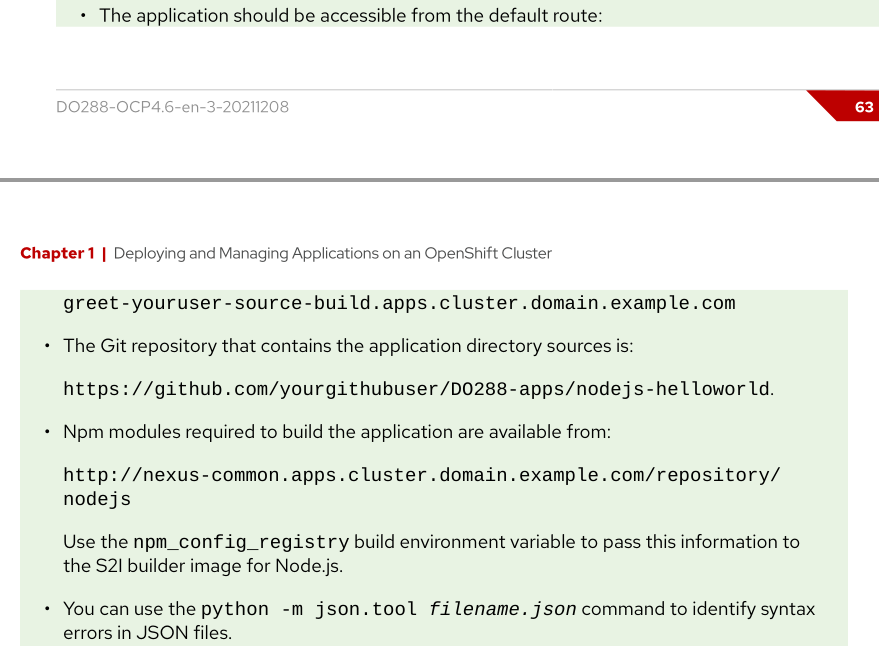 • The application should be accessible from the default route:
DO288-OCP4.6-en-3-20211208
63
Chapter 1 | Deploying and Managing Applications on an OpenShift Cluster
greet-youruser-source-build.apps.cluster.domain.example.com
• The Git repository that contains the application directory sources is:
https://github.com/yourgithubuser/DO288-apps/nodejs-helloworld.
• Npm modules required to build the application are available from:
http://nexus-common.apps.cluster.domain.example.com/repository/
nodejs
Use the npm_config_registry build environment variable to pass this information to
the S2I builder image for Node.js.
• You can use the python -m json.tool filename.json command to identify syntax
errors in JSON files.